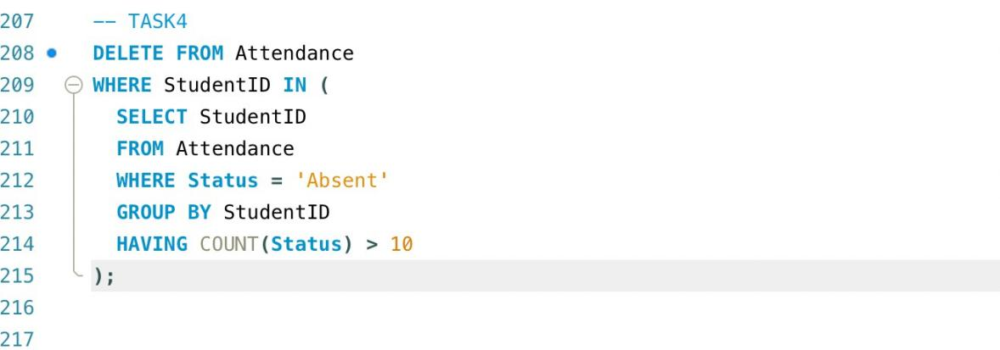 207 -- TASK4
208 DELETE FROM Attendance
209 WHERE StudentID IN (
210 SELECT StudentID
211 FROM Attendance
212 WHERE Status = 'Absent'
213 GROUP BY StudentID
214 HAVING COUNT(Status) > 10
215 );
216
217